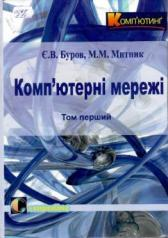 Комп'ютинг
Є.В. Буров, М.М. Митник
Комп'ютерні мережі
Том перший